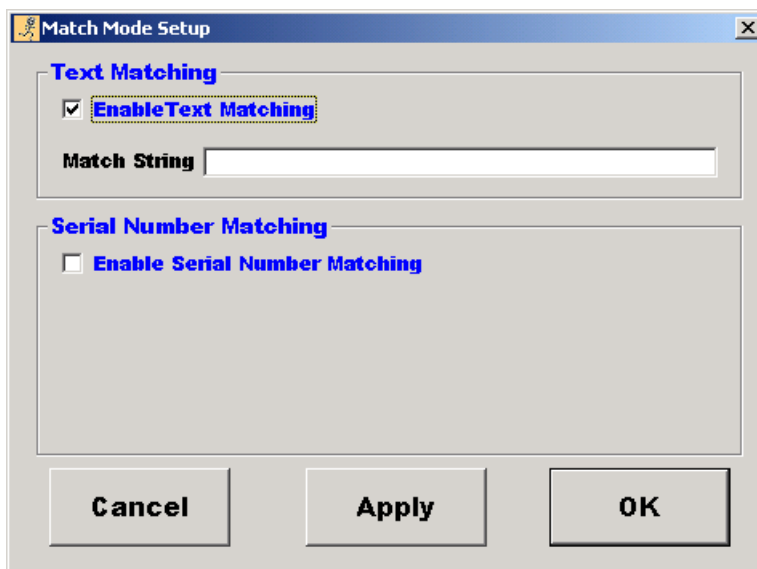 Match Mode Setup
Text Matching
EnableText Matching
Match String
Serial Number Matching
Enable Serial Number Matching
Cancel Apply OK